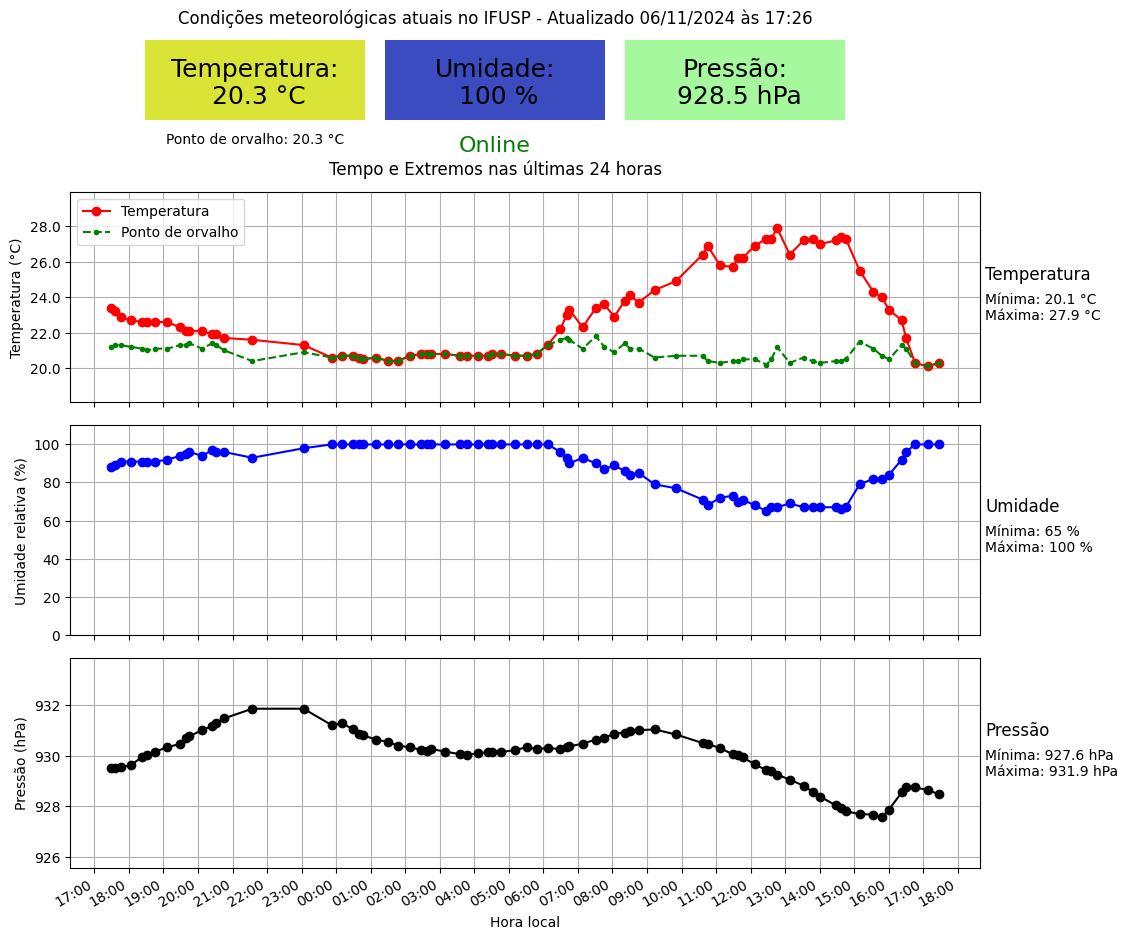 Condições meteorológicas atuais no IFUSP - Atualizado 06/11/2024 às 17:26
Temperatura:
20.3 °C
Umidade:
100 %
Pressão:
928.5 hPa
Ponto de orvalho: 20.3 °C
Online
Tempo e Extremos nas últimas 24 horas
Temperatura
Ponto de orvalho
Temperatura (°C)
28.0
26.0
24.0
22.0
20.0
Temperatura
Mínima: 20.1 °C
Máxima: 27.9 °C
Umidade relativa (%)
100
80
60
40
20
0
Umidade
Mínima: 65 %
Máxima: 100 %
Pressão (hPa)
932
930
928
926
Pressão
Mínima: 927.6 hPa
Máxima: 931.9 hPa
17:00 18:00 19:00 20:00 21:00 22:00 23:00 00:00 01:00 02:00 03:00 04:00 05:00 06:00 07:00 08:00 09:00 10:00 11:00 12:00 13:00 14:00 15:00 16:00 17:00 18:00
Hora local